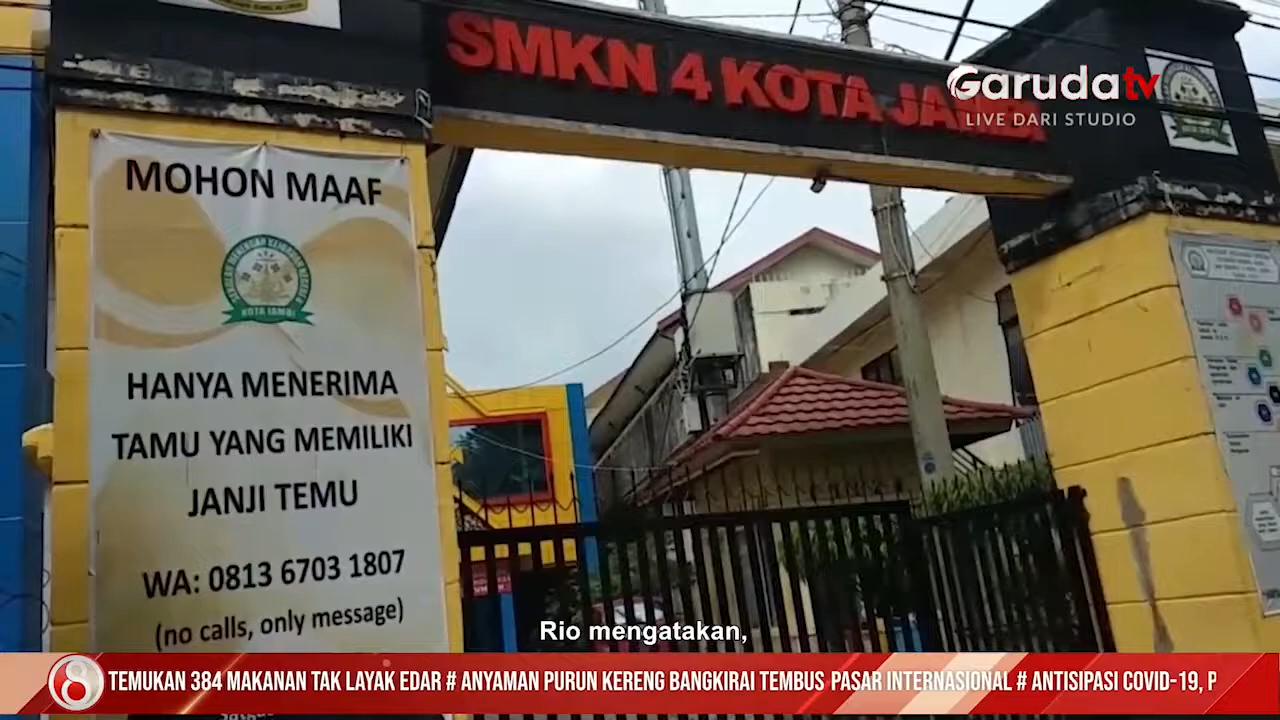 SMKN 4 KOTA JAMBI
Garudatv
LIVE DARI STUDIO
MOHON MAAF
KOTA JAMBI
HANYA MENERIMA
TAMU YANG MEMILIKI
JANJI TEMU
WA: 0813 6703 1807
(no calls, only message)
Rio mengatakan,
8 TEMUKAN 384 MAKANAN TAK LAYAK EDAR # ANYAMAN PURUN KERENG BANGKIRAI TEMBUS PASAR INTERNASIONAL # ANTISIPASI COVID-19, P